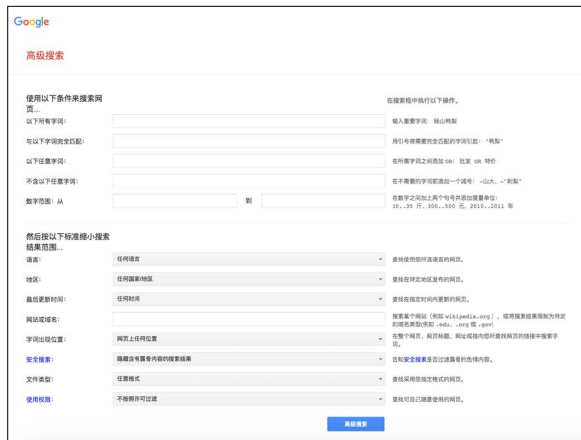 Google
高级搜索
使用以下条件来搜索网
页...
在搜索框中执行以下操作。
以下所有字词：
输入重要字词： 砀山鸭梨
与以下字词完全匹配：
用引号将需要完全匹配的字词引起： "鸭梨"
以下任意字词：
在所需字词之间添加 OR： 批发 OR 特价
不含以下任意字词：
在不需要的字词前添加一个减号： -山大、-"刺梨"
数字范围：从
到
在数字之间加上两个句号并添加度量单位：
10..35 斤、300..500 元、2010..2011 年
然后按以下标准缩小搜索
结果范围...
语言： 任何语言 查找使用您所选语言的网页。
地区： 任何国家/地区 查找在特定地区发布的网页。
最后更新时间： 任何时间 查找在指定时间内更新的网页。
网站或域名：
搜索某个网站（例如 wikipedia.org ），或将搜索结果限制为特定
的域名类型(例如 .edu、.org 或 .gov)
字词出现位置： 网页上任何位置
在整个网页、网页标题、网址或指向您所查找网页的链接中搜索字
词。
安全搜索： 隐藏含有露骨内容的搜索结果 告知安全搜索是否过滤露骨的色情内容。
文件类型： 任意格式 查找采用您指定格式的网页。
使用权限： 不按照许可过滤 查找可自己随意使用的网页。
高级搜索